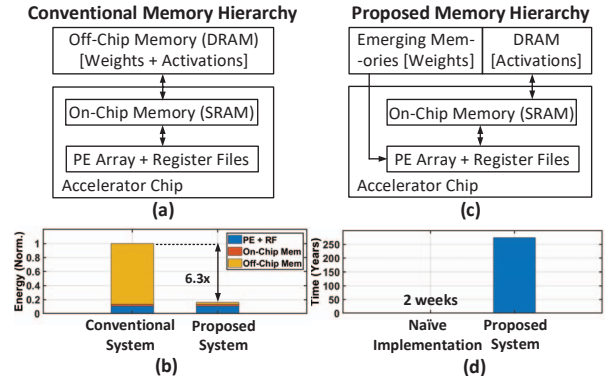 Conventional Memory Hierarchy
Off-Chip Memory (DRAM)
[Weights + Activations]
On-Chip Memory (SRAM)
PE Array + Register Files
Accelerator Chip
(a)
Proposed Memory Hierarchy
Emerging Mem-
-ories [Weights]
DRAM
[Activations]
On-Chip Memory (SRAM)
PE Array + Register Files
Accelerator Chip
(c)
Energy (Norm.)
1
0.8
0.6
0.4
0.2
0
PE + RF
On-Chip Mem
Off-Chip Mem
6.3x
Conventional
System
Proposed
System
(b)
Time (Years)
250
200
150
100
50
0
2 weeks
Naïve
Implementation
Proposed
System
(d)